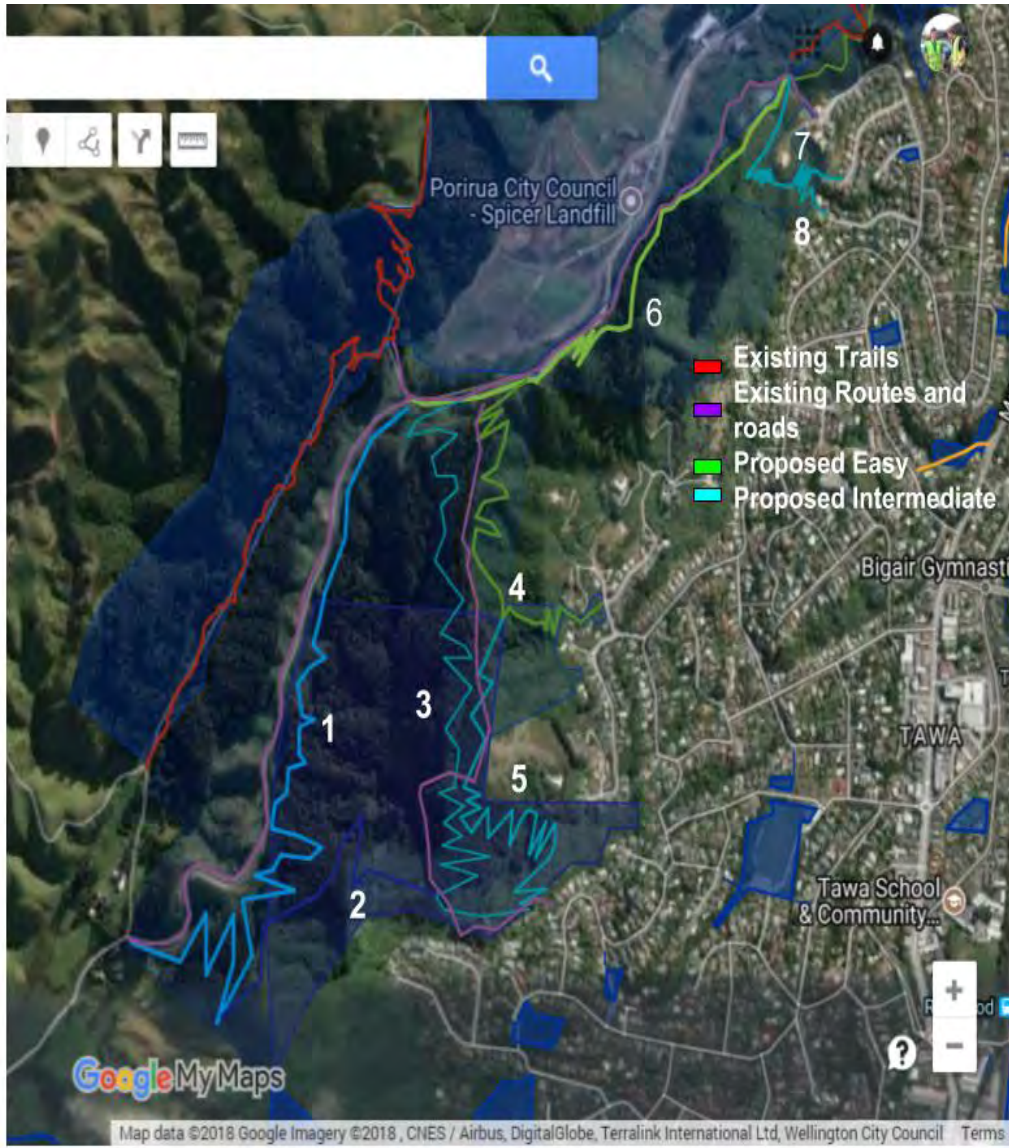 Porirua City Council
- Spicer Landfill
7
8
6
Existing Trails
Existing Routes and
roads
Proposed Easy
Proposed Intermediate
4
Bigair Gymnasti
3
1
TAWA
5
2
Tawa School
& Community...
+
−
?
Google My Maps
Map data ©2018 Google Imagery ©2018 , CNES / Airbus, DigitalGlobe, Terralink International Ltd, Wellington City Council Terms